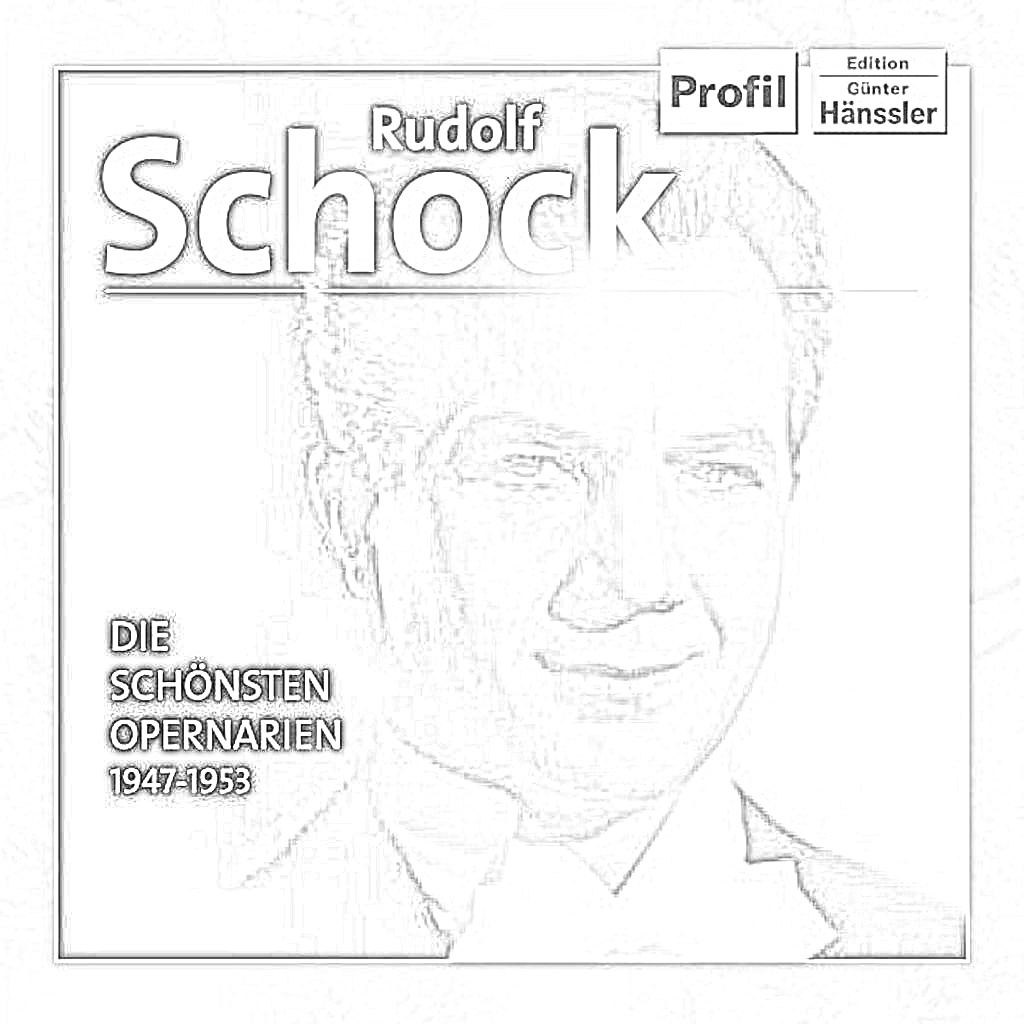 Profil
Edition
Günter
Hänssler
Rudolf
Schock
DIE
SCHÖNSTEN
OPERNARIEN
1947-1953